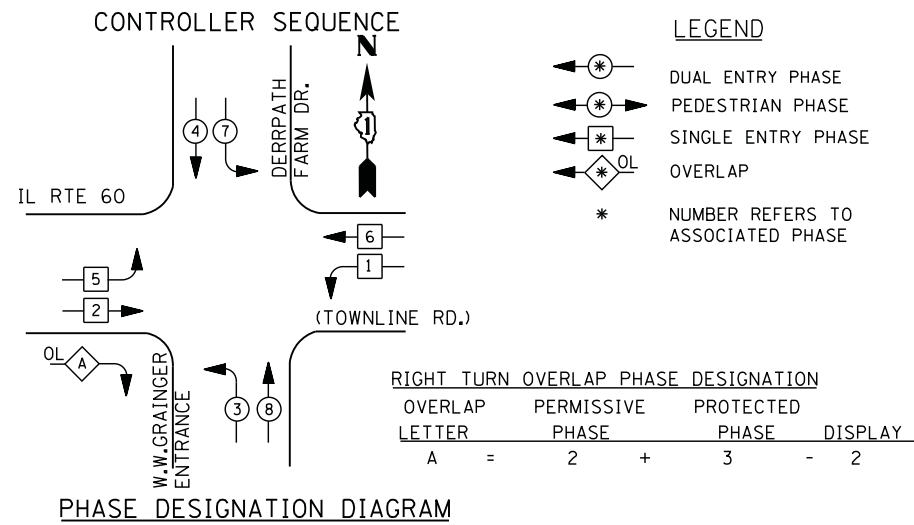 CONTROLLER SEQUENCE
N
1
DERRPATH
FARM DR.
4
7
IL RTE 60
6
1
5
2
(TOWNLINE RD.)
OL
A
W.W.GRAINGER
ENTRANCE
3
8
PHASE DESIGNATION DIAGRAM
LEGEND
* DUAL ENTRY PHASE
* PEDESTRIAN PHASE
* SINGLE ENTRY PHASE
* OL OVERLAP
* NUMBER REFERS TO
ASSOCIATED PHASE
RIGHT TURN OVERLAP PHASE DESIGNATION
OVERLAP PERMISSIVE PROTECTED
LETTER PHASE PHASE DISPLAY
A = 2 + 3 - 2